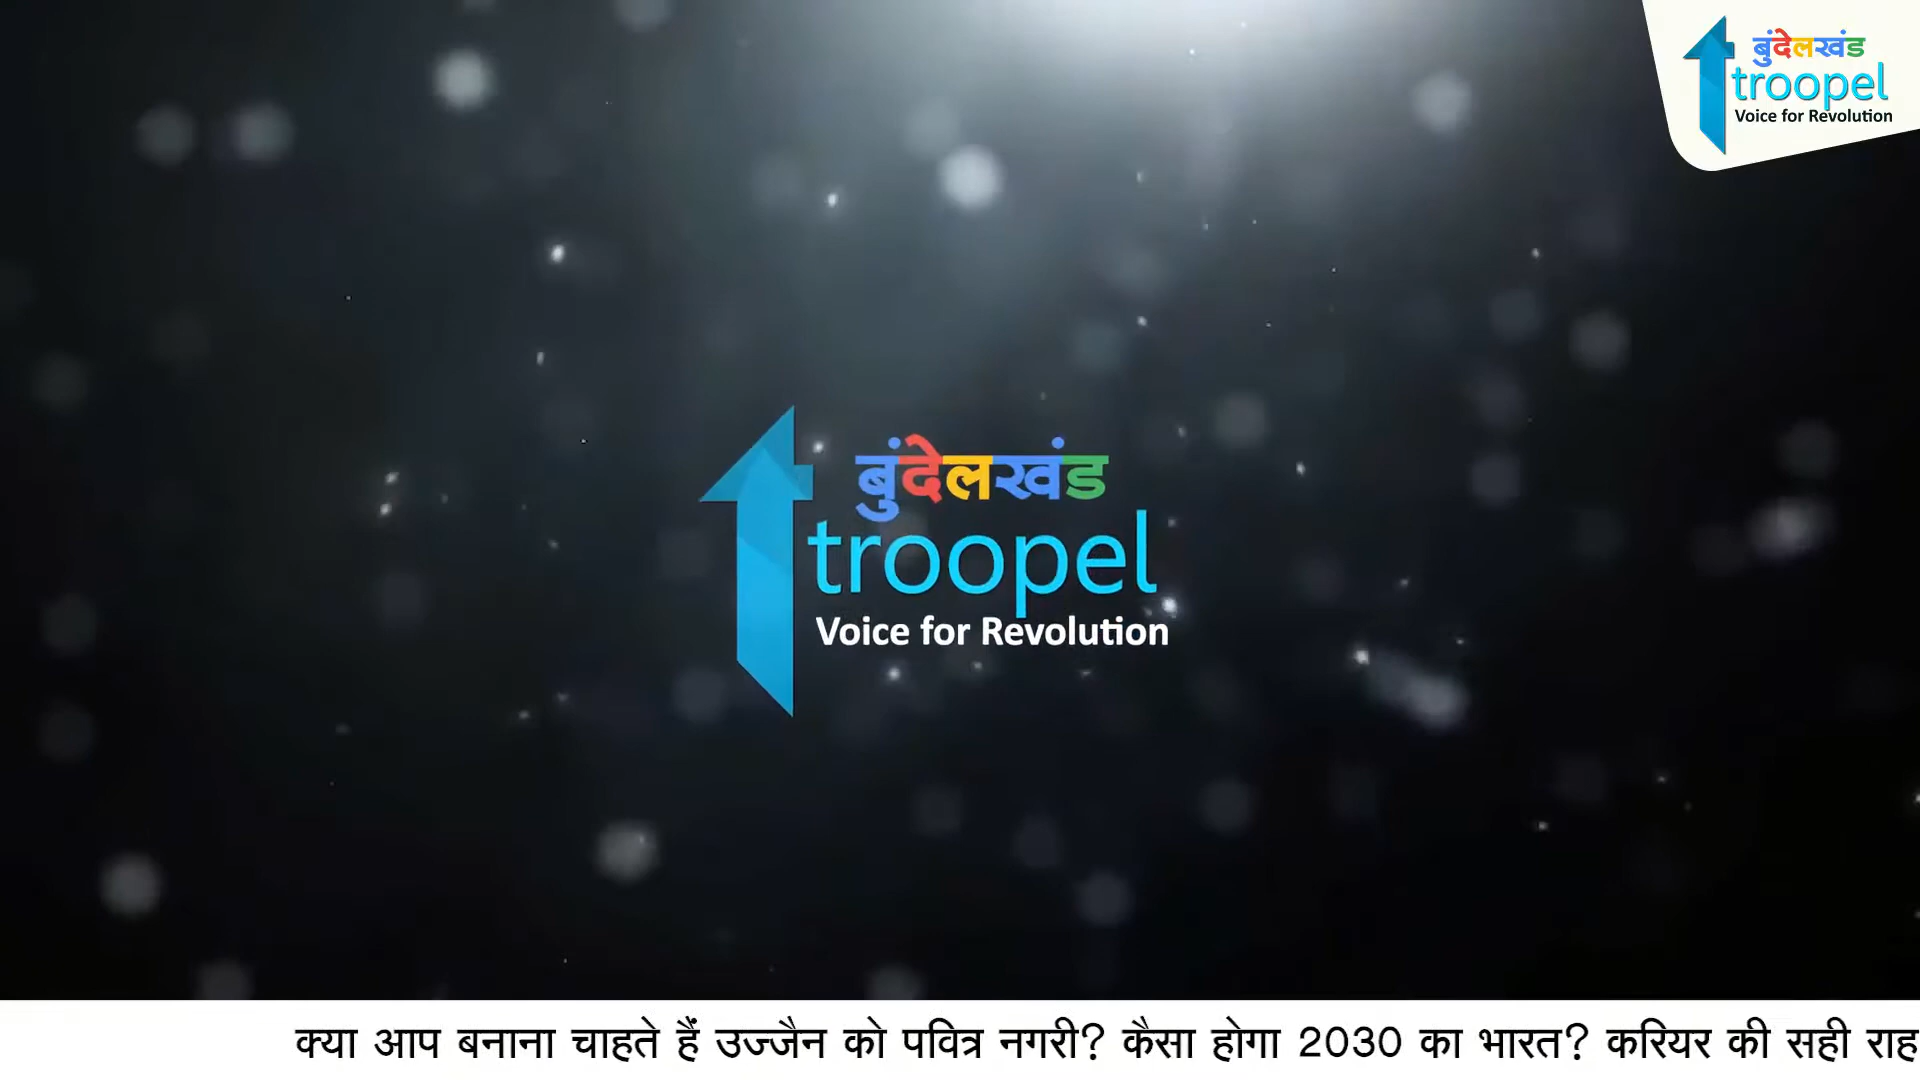 बुंदेलखंड
troopel
Voice for Revolution
बुंदेलखंड
troopel
Voice for Revolution
क्या आप बनाना चाहते हैं उज्जैन को पवित्र नगरी? कैसा होगा 2030 का भारत? करियर की सही राह